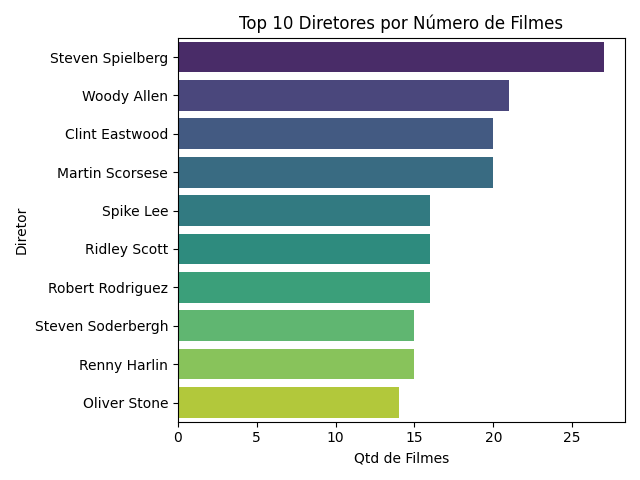 Top 10 Diretores por Número de Filmes
Diretor
Steven Spielberg
Woody Allen
Clint Eastwood
Martin Scorsese
Spike Lee
Ridley Scott
Robert Rodriguez
Steven Soderbergh
Renny Harlin
Oliver Stone
0 5 10 15 20 25
Qtd de Filmes